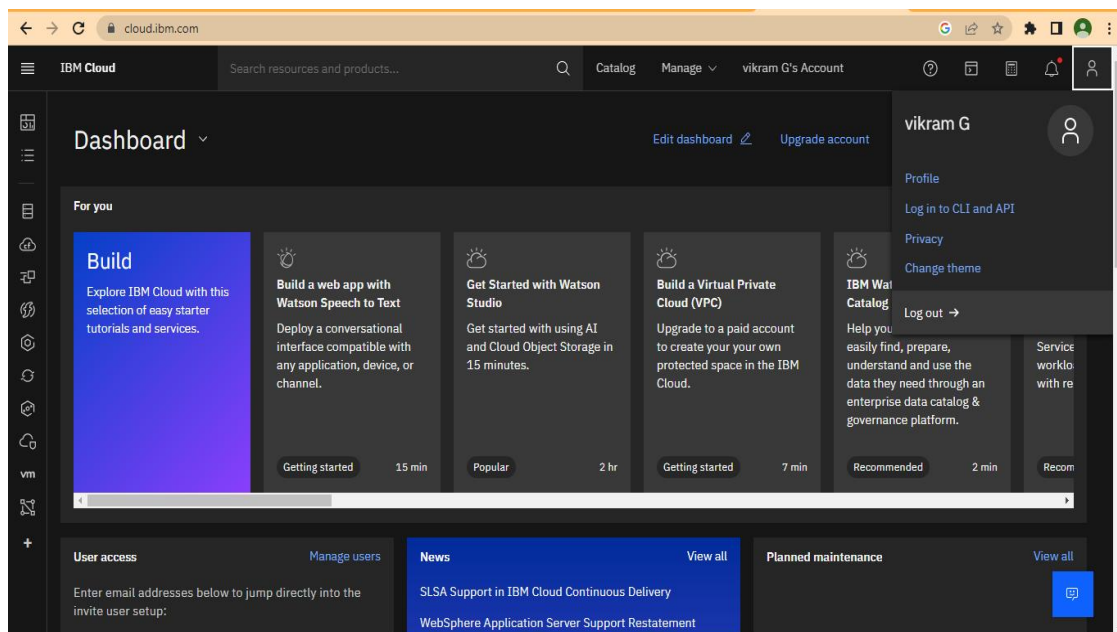 cloud.ibm.com
IBM Cloud
Search resources and products...
Catalog
Manage
vikram G's Account
vikram G
Profile
Log in to CLI and API
Privacy
Change theme
Log out →
Dashboard
Edit dashboard
Upgrade account
For you
Build
Explore IBM Cloud with this
selection of easy starter
tutorials and services.
Build a web app with
Watson Speech to Text
Deploy a conversational
interface compatible with
any application, device, or
channel.
Getting started
15 min
Get Started with Watson
Studio
Get started with using AI
and Cloud Object Storage in
15 minutes.
Popular
2 hr
Build a Virtual Private
Cloud (VPC)
Upgrade to a paid account
to create your your own
protected space in the IBM
Cloud.
Getting started
7 min
IBM Wat
Catalog
Help you
easily find, prepare,
understand and use the
data they need through an
enterprise data catalog &
governance platform.
Recommended
2 min
Service
worklo
with re
Recom
vm
User access
Manage users
Enter email addresses below to jump directly into the
invite user setup:
News
View all
SLSA Support in IBM Cloud Continuous Delivery
WebSphere Application Server Support Restatement
Planned maintenance
View all